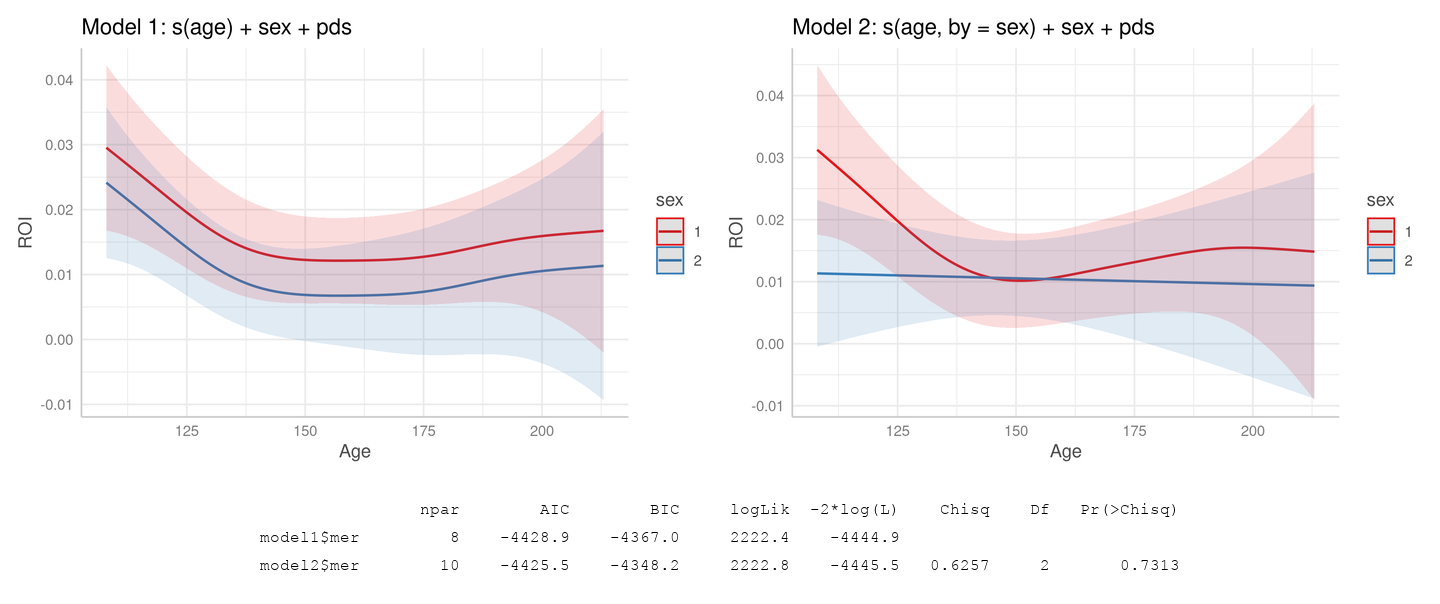 Model 1: s(age) + sex + pds
0.04
0.03
0.02
0.01
0.00
-0.01
ROI
125 150 175 200
Age
sex
1
2
Model 2: s(age, by = sex) + sex + pds
0.04
0.03
0.02
0.01
0.00
-0.01
ROI
125 150 175 200
Age
sex
1
2
npar AIC BIC logLik -2*log(L) Chisq Df Pr(>Chisq)
model1$mer 8 -4428.9 -4367.0 2222.4 -4444.9
model2$mer 10 -4425.5 -4348.2 2222.8 -4445.5 0.6257 2 0.7313